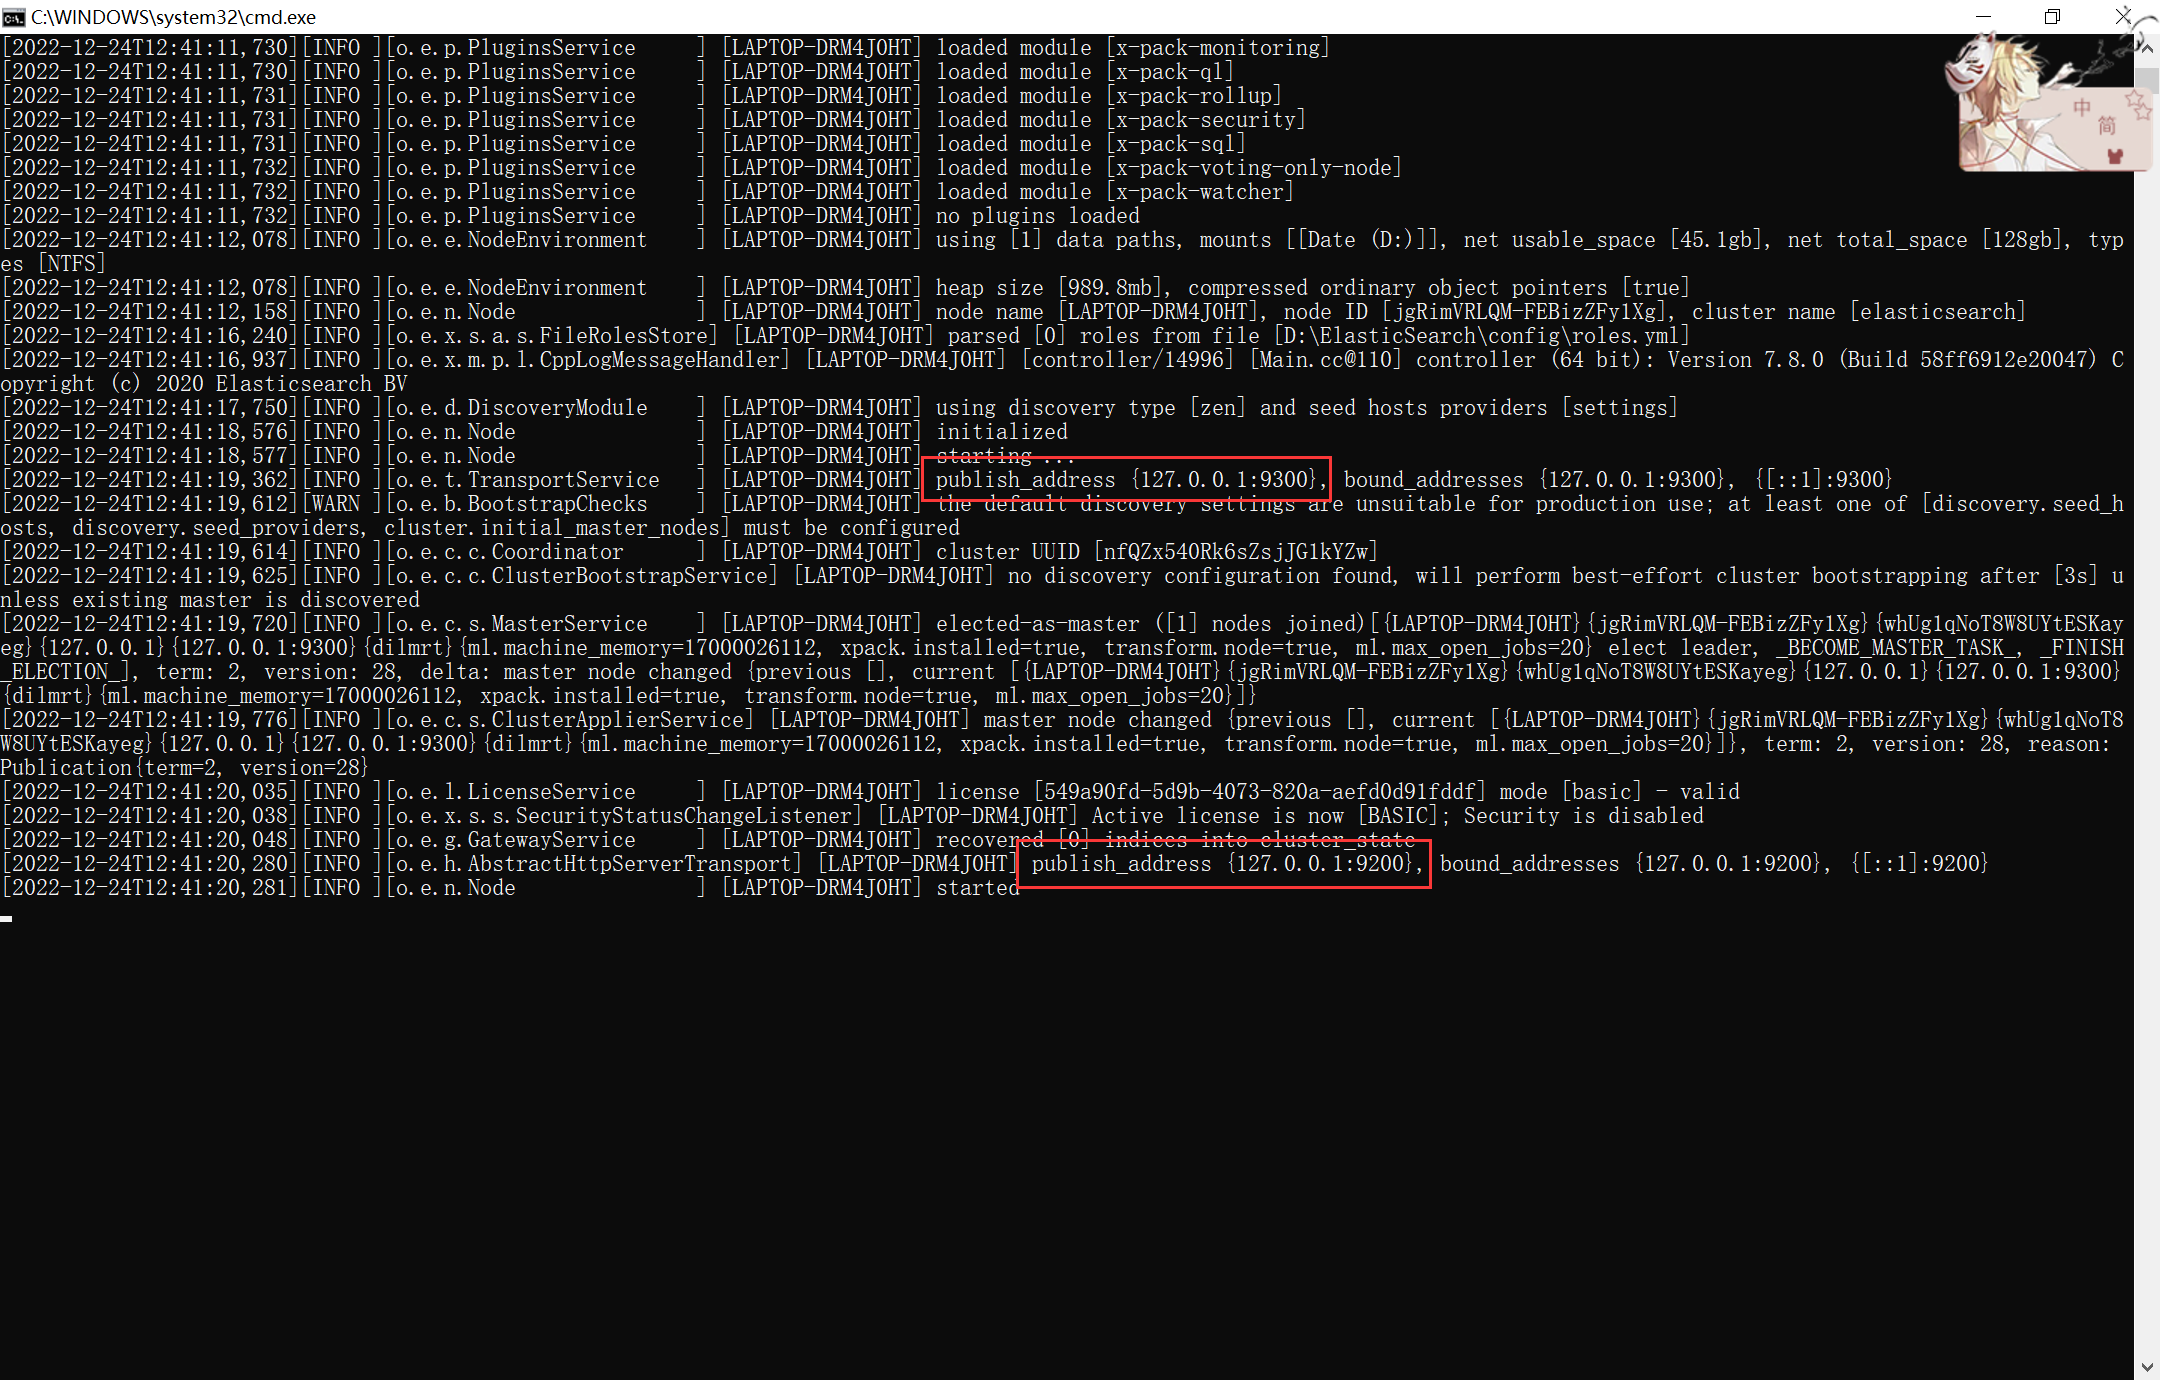 C:\WINDOWS\system32\cmd.exe
[2022-12-24T12:41:11,730][INFO ][o.e.p.PluginsService     ] [LAPTOP-DRM4J0HT] loaded module [x-pack-monitoring]
[2022-12-24T12:41:11,730][INFO ][o.e.p.PluginsService     ] [LAPTOP-DRM4J0HT] loaded module [x-pack-ql]
[2022-12-24T12:41:11,731][INFO ][o.e.p.PluginsService     ] [LAPTOP-DRM4J0HT] loaded module [x-pack-rollup]
[2022-12-24T12:41:11,731][INFO ][o.e.p.PluginsService     ] [LAPTOP-DRM4J0HT] loaded module [x-pack-security]
[2022-12-24T12:41:11,731][INFO ][o.e.p.PluginsService     ] [LAPTOP-DRM4J0HT] loaded module [x-pack-sql]
[2022-12-24T12:41:11,732][INFO ][o.e.p.PluginsService     ] [LAPTOP-DRM4J0HT] loaded module [x-pack-voting-only-node]
[2022-12-24T12:41:11,732][INFO ][o.e.p.PluginsService     ] [LAPTOP-DRM4J0HT] loaded module [x-pack-watcher]
[2022-12-24T12:41:11,732][INFO ][o.e.p.PluginsService     ] [LAPTOP-DRM4J0HT] no plugins loaded
[2022-12-24T12:41:12,078][INFO ][o.e.e.NodeEnvironment    ] [LAPTOP-DRM4J0HT] using [1] data paths, mounts [[Date (D:)]], net usable_space [45.1gb], net total_space [128gb], typ
es [NTFS]
[2022-12-24T12:41:12,078][INFO ][o.e.e.NodeEnvironment    ] [LAPTOP-DRM4J0HT] heap size [989.8mb], compressed ordinary object pointers [true]
[2022-12-24T12:41:12,158][INFO ][o.e.n.Node               ] [LAPTOP-DRM4J0HT] node name [LAPTOP-DRM4J0HT], node ID [jgRimVRLQM-FEBizZFy1Xg], cluster name [elasticsearch]
[2022-12-24T12:41:16,240][INFO ][o.e.x.s.a.s.FileRolesStore] [LAPTOP-DRM4J0HT] parsed [0] roles from file [D:\ElasticSearch\config\roles.yml]
[2022-12-24T12:41:16,937][INFO ][o.e.x.m.p.l.CppLogMessageHandler] [LAPTOP-DRM4J0HT] [controller/14996] [Main.cc@110] controller (64 bit): Version 7.8.0 (Build 58ff6912e20047) C
opyright (c) 2020 Elasticsearch BV
[2022-12-24T12:41:17,750][INFO ][o.e.d.DiscoveryModule    ] [LAPTOP-DRM4J0HT] using discovery type [zen] and seed hosts providers [settings]
[2022-12-24T12:41:18,576][INFO ][o.e.n.Node               ] [LAPTOP-DRM4J0HT] initialized
[2022-12-24T12:41:18,577][INFO ][o.e.n.Node               ] [LAPTOP-DRM4J0HT] starting ...
[2022-12-24T12:41:19,362][INFO ][o.e.t.TransportService   ] [LAPTOP-DRM4J0HT] publish_address {127.0.0.1:9300}, bound_addresses {127.0.0.1:9300}, {[::1]:9300}
[2022-12-24T12:41:19,612][WARN ][o.e.b.BootstrapChecks    ] [LAPTOP-DRM4J0HT] the default discovery settings are unsuitable for production use; at least one of [discovery.seed_h
osts, discovery.seed_providers, cluster.initial_master_nodes] must be configured
[2022-12-24T12:41:19,614][INFO ][o.e.c.c.Coordinator      ] [LAPTOP-DRM4J0HT] cluster UUID [nfQZx540Rk6sZsjJG1kYZw]
[2022-12-24T12:41:19,625][INFO ][o.e.c.c.ClusterBootstrapService] [LAPTOP-DRM4J0HT] no discovery configuration found, will perform best-effort cluster bootstrapping after [3s] u
nless existing master is discovered
[2022-12-24T12:41:19,720][INFO ][o.e.c.s.MasterService    ] [LAPTOP-DRM4J0HT] elected-as-master ([1] nodes joined)[{LAPTOP-DRM4J0HT}{jgRimVRLQM-FEBizZFy1Xg}{whUg1qNoT8W8UYtESKay
eg}{127.0.0.1}{127.0.0.1:9300}{dilmrt}{ml.machine_memory=17000026112, xpack.installed=true, transform.node=true, ml.max_open_jobs=20} elect leader, _BECOME_MASTER_TASK_, _FINISH
_ELECTION_], term: 2, version: 28, delta: master node changed {previous [], current [{LAPTOP-DRM4J0HT}{jgRimVRLQM-FEBizZFy1Xg}{whUg1qNoT8W8UYtESKayeg}{127.0.0.1}{127.0.0.1:9300}
{dilmrt}{ml.machine_memory=17000026112, xpack.installed=true, transform.node=true, ml.max_open_jobs=20}]}
[2022-12-24T12:41:19,776][INFO ][o.e.c.s.ClusterApplierService] [LAPTOP-DRM4J0HT] master node changed {previous [], current [{LAPTOP-DRM4J0HT}{jgRimVRLQM-FEBizZFy1Xg}{whUg1qNoT8
W8UYtESKayeg}{127.0.0.1}{127.0.0.1:9300}{dilmrt}{ml.machine_memory=17000026112, xpack.installed=true, transform.node=true, ml.max_open_jobs=20}]}, term: 2, version: 28, reason:
Publication{term=2, version=28}
[2022-12-24T12:41:20,035][INFO ][o.e.l.LicenseService     ] [LAPTOP-DRM4J0HT] license [549a90fd-5d9b-4073-820a-aefd0d91fddf] mode [basic] - valid
[2022-12-24T12:41:20,038][INFO ][o.e.x.s.s.SecurityStatusChangeListener] [LAPTOP-DRM4J0HT] Active license is now [BASIC]; Security is disabled
[2022-12-24T12:41:20,048][INFO ][o.e.g.GatewayService     ] [LAPTOP-DRM4J0HT] recovered [0] indices into cluster_state
[2022-12-24T12:41:20,280][INFO ][o.e.h.AbstractHttpServerTransport] [LAPTOP-DRM4J0HT] publish_address {127.0.0.1:9200}, bound_addresses {127.0.0.1:9200}, {[::1]:9200}
[2022-12-24T12:41:20,281][INFO ][o.e.n.Node               ] [LAPTOP-DRM4J0HT] started
中
简